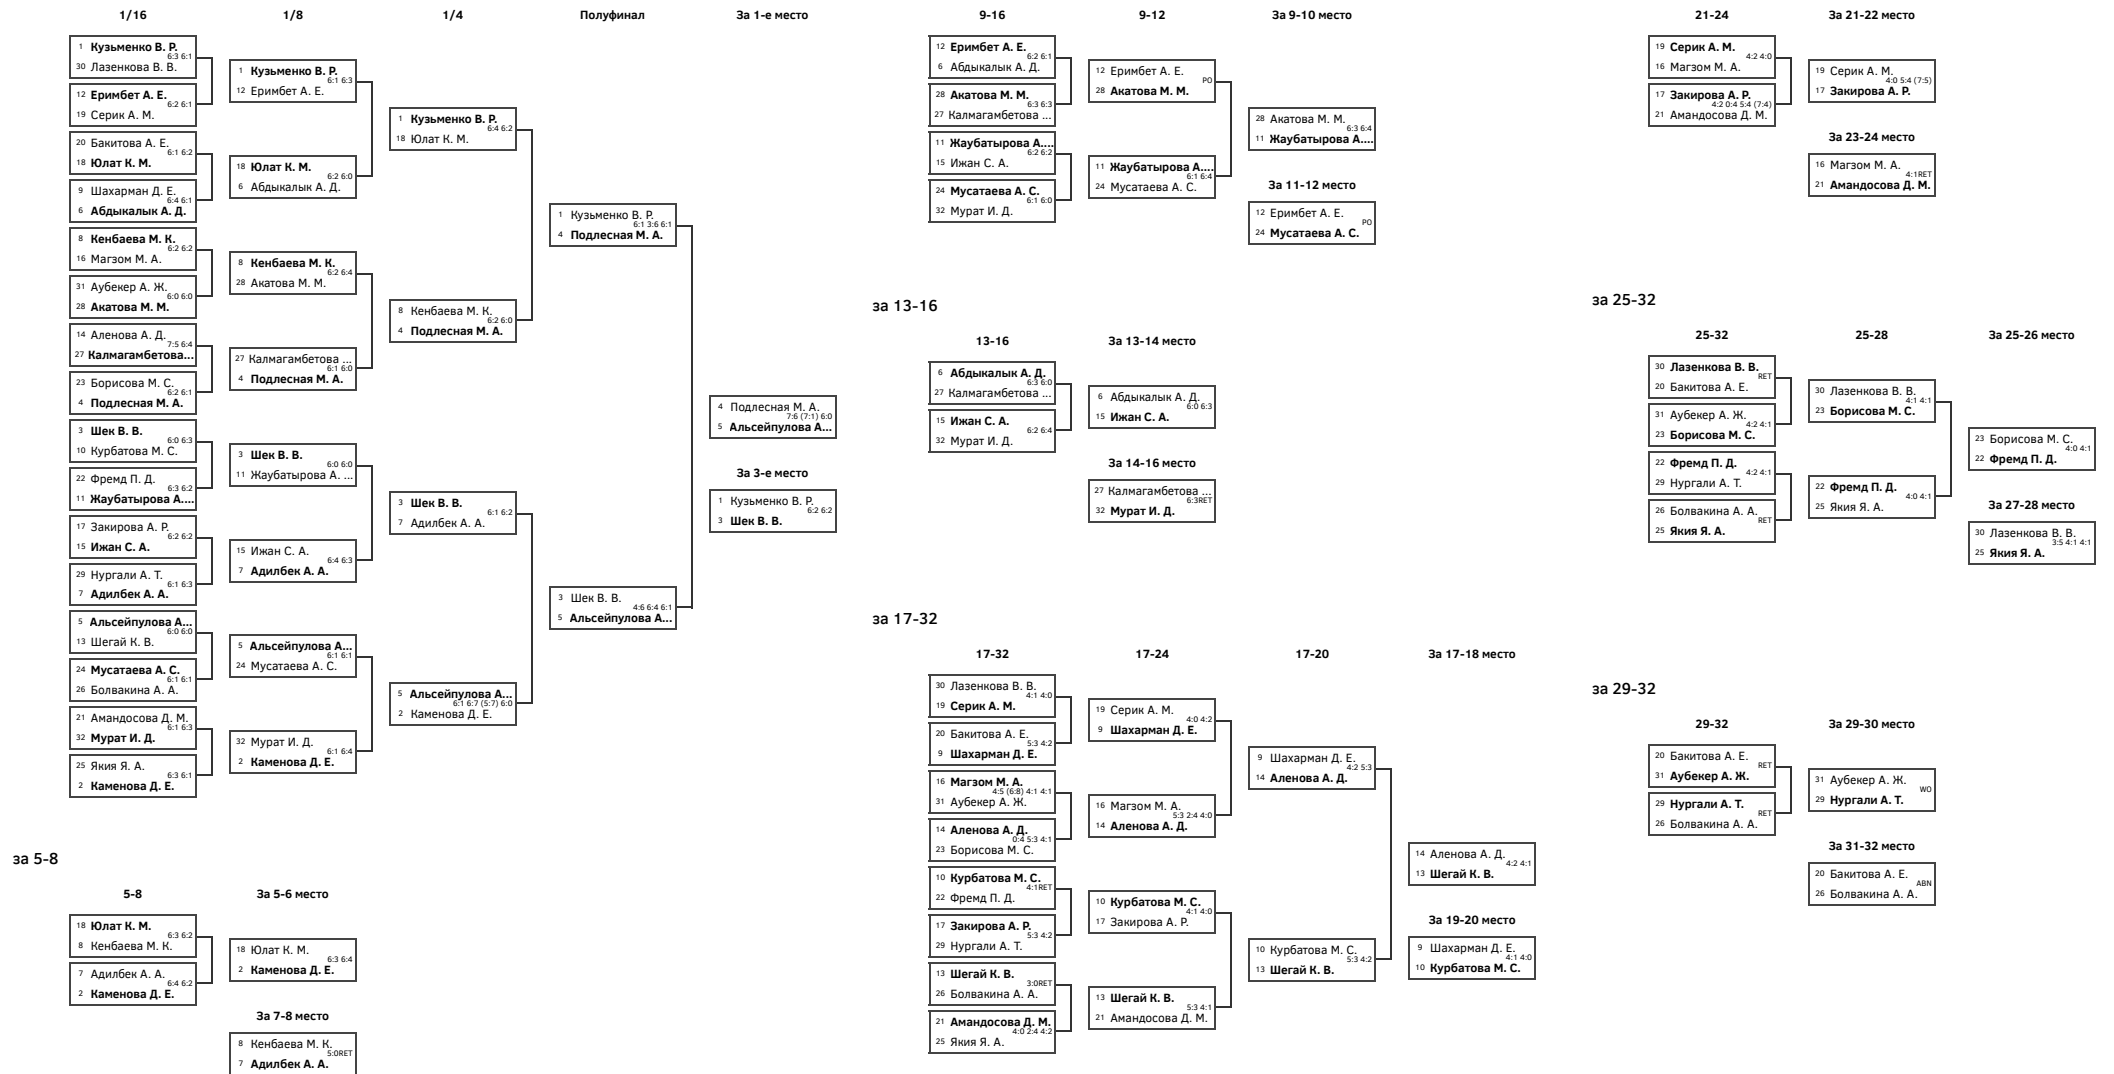 1/16
1 Кузьменко В. Р.
6:3 6:1
30 Лазенкова В. В.
12 Еримбет А. Е.
6:2 6:1
19 Серик А. М.
20 Бакитова А. Е.
6:1 6:2
18 Юлат К. М.
9 Шахарман Д. Е.
6:4 6:1
6 Абдыкалык А. Д.
8 Кенбаева М. К.
6:2 6:2
16 Магзом М. А.
31 Аубекер А. Ж.
6:0 6:0
28 Акатова М. М.
14 Аленова А. Д.
7:5 6:4
27 Калмагамбетова...
23 Борисова М. С.
6:2 6:1
4 Подлесная М. А.
3 Шек В. В.
6:0 6:3
10 Курбатова М. С.
22 Фремд П. Д.
6:3 6:2
11 Жаубатырова А....
17 Закирова А. Р.
6:2 6:2
15 Ижан С. А.
29 Нургали А. Т.
6:1 6:3
7 Адилбек А. А.
5 Альсейпулова А...
6:0 6:0
13 Шегай К. В.
24 Мусатаева А. С.
6:1 6:1
26 Болвакина А. А.
21 Амандосова Д. М.
6:1 6:3
32 Мурат И. Д.
25 Якия Я. А.
6:3 6:1
2 Каменова Д. Е.
1/8
1 Кузьменко В. Р.
6:1 6:3
12 Еримбет А. Е.
18 Юлат К. М.
6:2 6:0
6 Абдыкалык А. Д.
8 Кенбаева М. К.
6:2 6:4
28 Акатова М. М.
27 Калмагамбетова ...
6:1 6:0
4 Подлесная М. А.
3 Шек В. В.
6:0 6:0
11 Жаубатырова А. ...
15 Ижан С. А.
6:4 6:3
7 Адилбек А. А.
5 Альсейпулова А...
6:1 6:1
24 Мусатаева А. С.
32 Мурат И. Д.
6:1 6:4
2 Каменова Д. Е.
1/4
1 Кузьменко В. Р.
6:4 6:2
18 Юлат К. М.
8 Кенбаева М. К.
6:2 6:0
4 Подлесная М. А.
3 Шек В. В.
6:1 6:2
7 Адилбек А. А.
5 Альсейпулова А...
6:1 6:7 (5:7) 6:0
2 Каменова Д. Е.
Полуфинал
1 Кузьменко В. Р.
6:1 3:6 6:1
4 Подлесная М. А.
3 Шек В. В.
4:6 6:4 6:1
5 Альсейпулова А...
За 1-е место
4 Подлесная М. А.
7:6 (7:1) 6:0
5 Альсейпулова А...
За 3-е место
1 Кузьменко В. Р.
6:2 6:2
3 Шек В. В.
за 5-8
5-8
18 Юлат К. М.
6:3 6:2
8 Кенбаева М. К.
7 Адилбек А. А.
6:4 6:2
2 Каменова Д. Е.
За 5-6 место
18 Юлат К. М.
6:3 6:4
2 Каменова Д. Е.
За 7-8 место
8 Кенбаева М. К.
5:0RET
7 Адилбек А. А.
9-16
12 Еримбет А. Е.
6:2 6:1
6 Абдыкалык А. Д.
28 Акатова М. М.
6:3 6:3
27 Калмагамбетова ...
11 Жаубатырова А....
6:2 6:2
15 Ижан С. А.
24 Мусатаева А. С.
6:1 6:0
32 Мурат И. Д.
9-12
12 Еримбет А. Е.
PO
28 Акатова М. М.
11 Жаубатырова А....
6:1 6:4
24 Мусатаева А. С.
За 9-10 место
28 Акатова М. М.
6:3 6:4
11 Жаубатырова А....
За 11-12 место
12 Еримбет А. Е.
PO
24 Мусатаева А. С.
за 13-16
13-16
6 Абдыкалык А. Д.
6:3 6:0
27 Калмагамбетова ...
15 Ижан С. А.
6:2 6:4
32 Мурат И. Д.
За 13-14 место
6 Абдыкалык А. Д.
6:0 6:3
15 Ижан С. А.
За 14-16 место
27 Калмагамбетова ...
6:3RET
32 Мурат И. Д.
за 17-32
17-32
30 Лазенкова В. В.
4:1 4:0
19 Серик А. М.
20 Бакитова А. Е.
5:3 4:2
9 Шахарман Д. Е.
16 Магзом М. А.
4:5 (6:8) 4:1 4:1
31 Аубекер А. Ж.
14 Аленова А. Д.
0:4 5:3 4:1
23 Борисова М. С.
10 Курбатова М. С.
4:1RET
22 Фремд П. Д.
17 Закирова А. Р.
5:3 4:2
29 Нургали А. Т.
13 Шегай К. В.
3:0RET
26 Болвакина А. А.
21 Амандосова Д. М.
4:0 2:4 4:2
25 Якия Я. А.
17-24
19 Серик А. М.
4:0 4:2
9 Шахарман Д. Е.
16 Магзом М. А.
5:3 2:4 4:0
14 Аленова А. Д.
10 Курбатова М. С.
4:1 4:0
17 Закирова А. Р.
13 Шегай К. В.
5:3 4:1
21 Амандосова Д. М.
17-20
9 Шахарман Д. Е.
4:2 5:3
14 Аленова А. Д.
10 Курбатова М. С.
5:3 4:2
13 Шегай К. В.
За 17-18 место
14 Аленова А. Д.
4:2 4:1
13 Шегай К. В.
За 19-20 место
9 Шахарман Д. Е.
4:1 4:0
10 Курбатова М. С.
21-24
19 Серик А. М.
4:2 4:0
16 Магзом М. А.
17 Закирова А. Р.
4:2 0:4 5:4 (7:4)
21 Амандосова Д. М.
За 21-22 место
19 Серик А. М.
4:0 5:4 (7:5)
17 Закирова А. Р.
За 23-24 место
16 Магзом М. А.
4:1RET
21 Амандосова Д. М.
за 25-32
25-32
30 Лазенкова В. В.
RET
20 Бакитова А. Е.
31 Аубекер А. Ж.
4:2 4:1
23 Борисова М. С.
22 Фремд П. Д.
4:2 4:1
29 Нургали А. Т.
26 Болвакина А. А.
RET
25 Якия Я. А.
25-28
30 Лазенкова В. В.
4:1 4:1
23 Борисова М. С.
22 Фремд П. Д.
4:0 4:1
25 Якия Я. А.
За 25-26 место
23 Борисова М. С.
4:0 4:1
22 Фремд П. Д.
За 27-28 место
30 Лазенкова В. В.
3:5 4:1 4:1
25 Якия Я. А.
за 29-32
29-32
20 Бакитова А. Е.
RET
31 Аубекер А. Ж.
29 Нургали А. Т.
RET
26 Болвакина А. А.
За 29-30 место
31 Аубекер А. Ж.
WO
29 Нургали А. Т.
За 31-32 место
20 Бакитова А. Е.
ABN
26 Болвакина А. А.